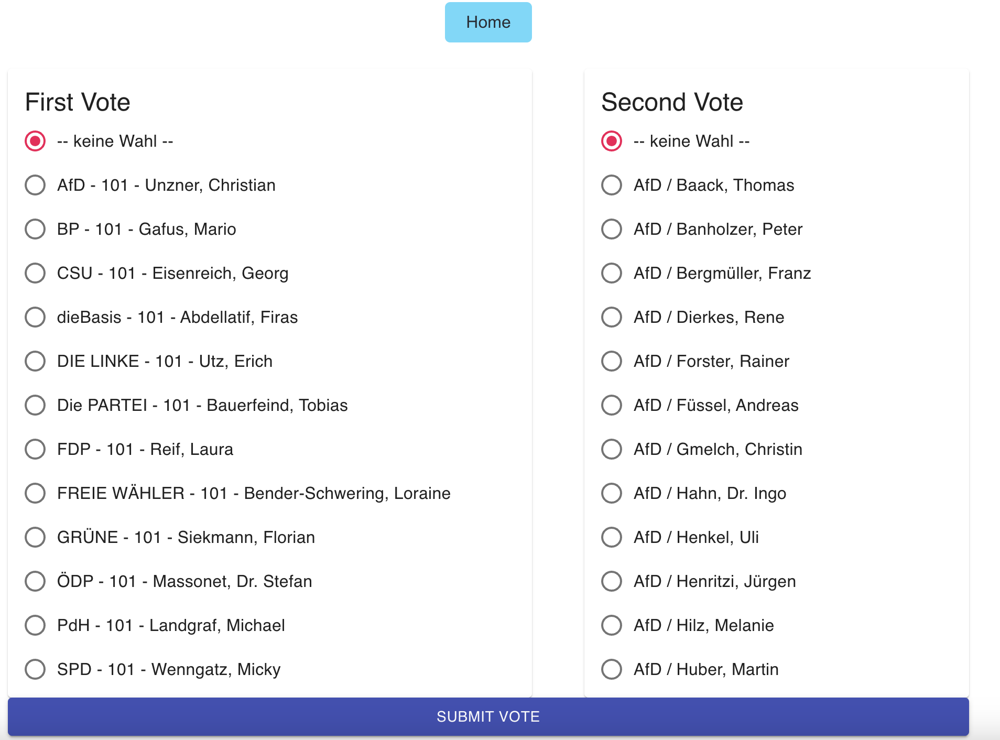 Home
First Vote
-- keine Wahl --
AfD - 101 - Unzner, Christian
BP - 101 - Gafus, Mario
CSU - 101 - Eisenreich, Georg
dieBasis - 101 - Abdellatif, Firas
DIE LINKE - 101 - Utz, Erich
Die PARTEI - 101 - Bauerfeind, Tobias
FDP - 101 - Reif, Laura
FREIE WÄHLER - 101 - Bender-Schwering, Loraine
GRÜNE - 101 - Siekmann, Florian
ÖDP - 101 - Massonet, Dr. Stefan
PdH - 101 - Landgraf, Michael
SPD - 101 - Wenngatz, Micky
Second Vote
-- keine Wahl --
AfD / Baack, Thomas
AfD / Banholzer, Peter
AfD / Bergmüller, Franz
AfD / Dierkes, Rene
AfD / Forster, Rainer
AfD / Füssel, Andreas
AfD / Gmelch, Christin
AfD / Hahn, Dr. Ingo
AfD / Henkel, Uli
AfD / Henritzi, Jürgen
AfD / Hilz, Melanie
AfD / Huber, Martin
SUBMIT VOTE